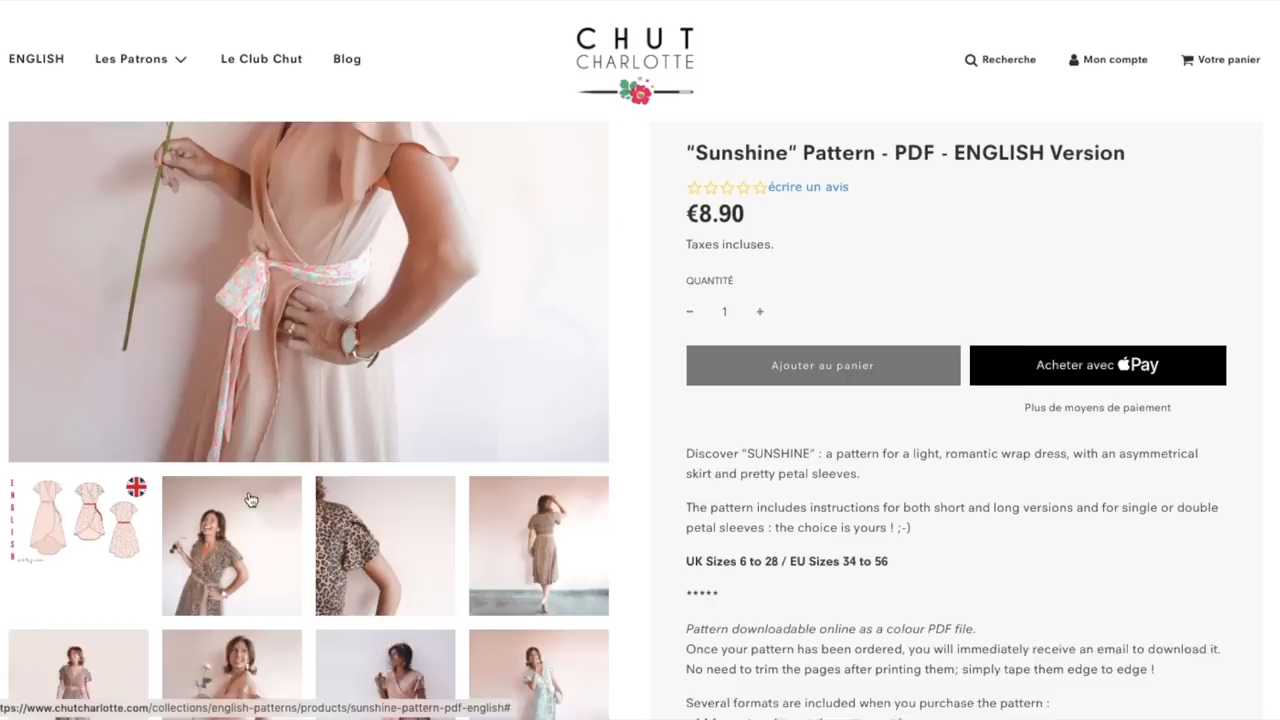 ENGLISH
Les Patrons
Le Club Chut
Blog
CHUT
CHARLOTTE
Recherche
Mon compte
Votre panier
"Sunshine" Pattern - PDF - ENGLISH Version
écrire un avis
€8.90
Taxes incluses.
QUANTITÉ
− 1 +
Ajouter au panier
Acheter avec Pay
Plus de moyens de paiement
Discover "SUNSHINE" : a pattern for a light, romantic wrap dress, with an asymmetrical
skirt and pretty petal sleeves.
The pattern includes instructions for both short and long versions and for single or double
petal sleeves : the choice is yours ! ;-)
UK Sizes 6 to 28 / EU Sizes 34 to 56
*****
Pattern downloadable online as a colour PDF file.
Once your pattern has been ordered, you will immediately receive an email to download it.
No need to trim the pages after printing them; simply tape them edge to edge !
Several formats are included when you purchase the pattern :
ENGLISH
version
tps://www.chutcharlotte.com/collections/english-patterns/products/sunshine-pattern-pdf-english#